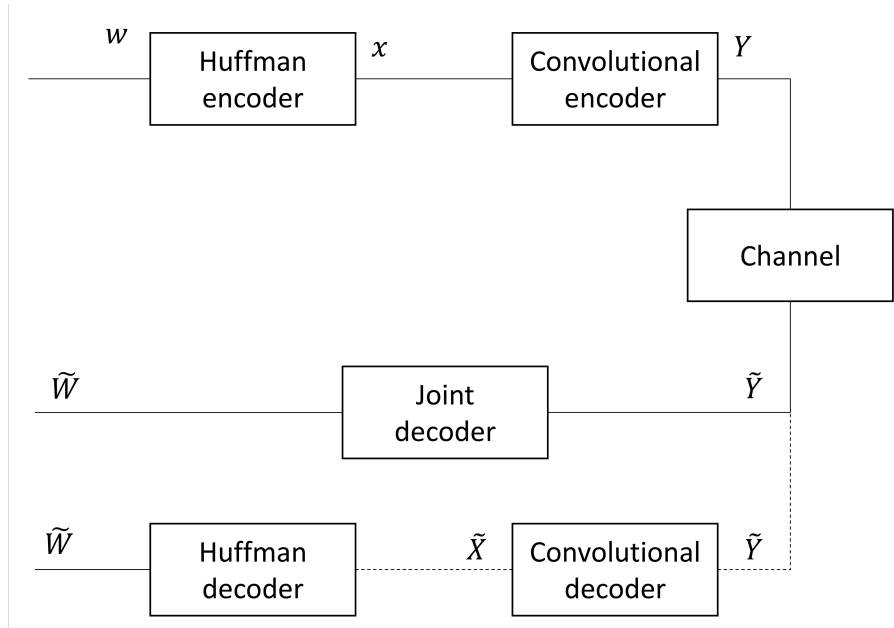 w
Huffman
encoder
x
Convolutional
encoder
Y
Channel
W̃
Joint
decoder
Ỹ
W̃
Huffman
decoder
X̃
Convolutional
decoder
Ỹ